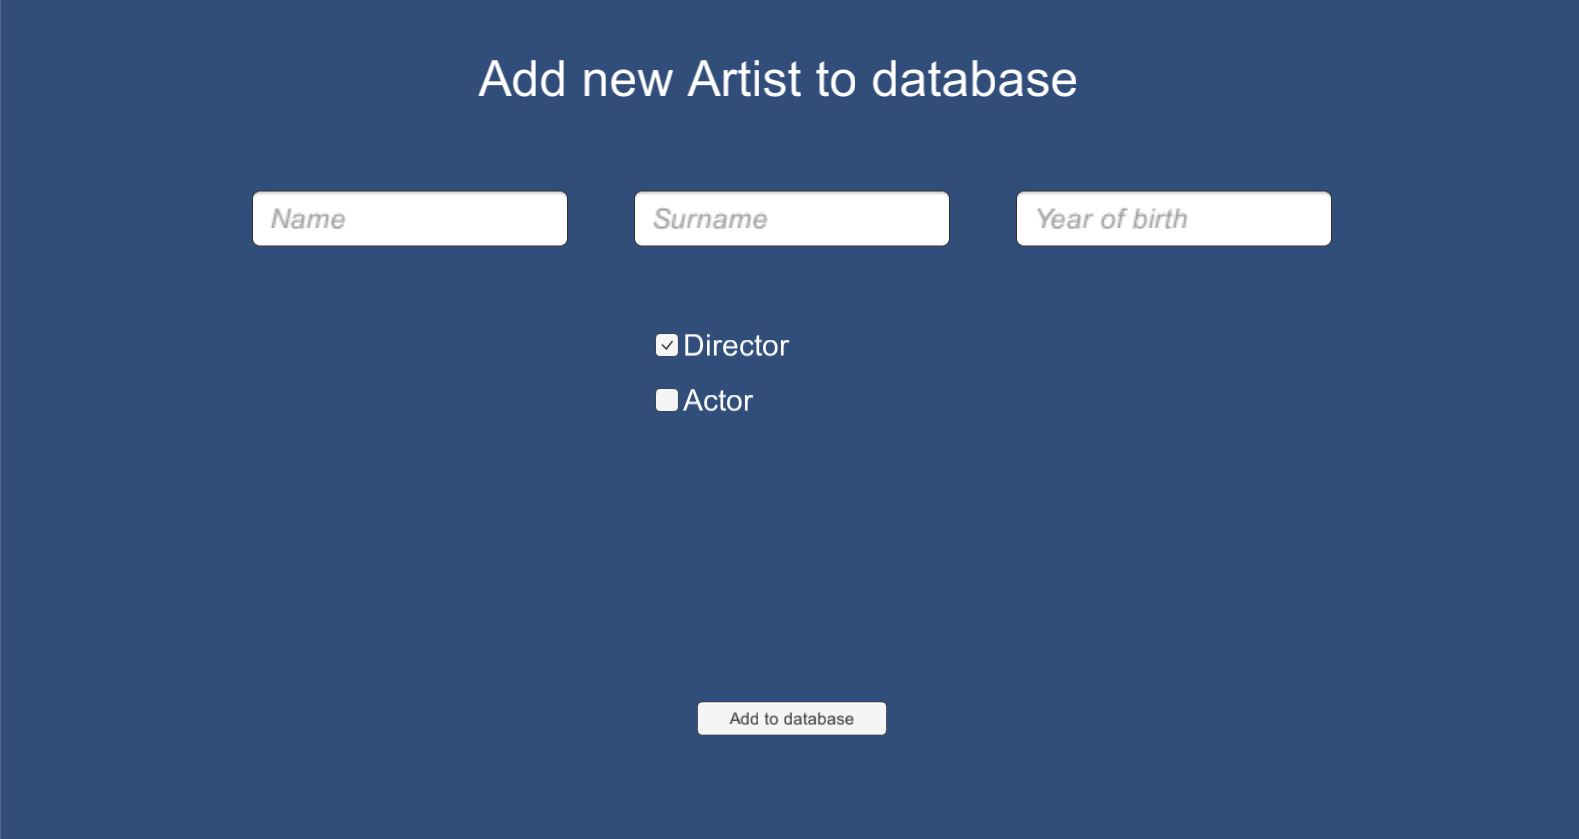 Add new Artist to database
Name Surname Year of birth
Director
Actor
Add to database